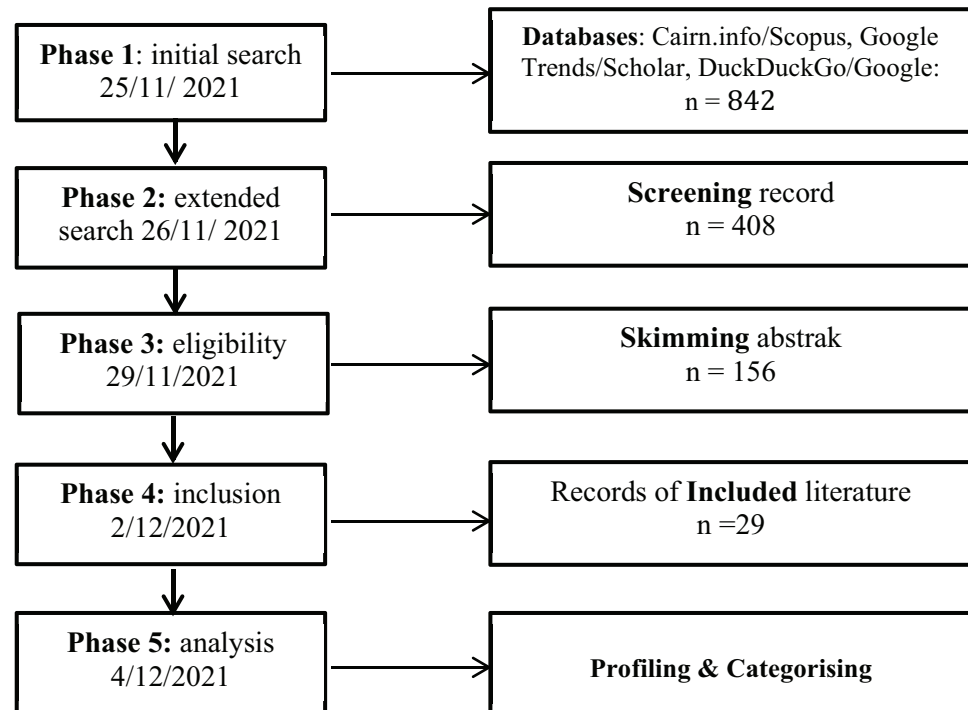 Phase 1: initial search
25/11/ 2021
Databases: Cairn.info/Scopus, Google
Trends/Scholar, DuckDuckGo/Google:
n = 842
Phase 2: extended
search 26/11/ 2021
Screening record
n = 408
Phase 3: eligibility
29/11/2021
Skimming abstrak
n = 156
Phase 4: inclusion
2/12/2021
Records of Included literature
n =29
Phase 5: analysis
4/12/2021
Profiling & Categorising